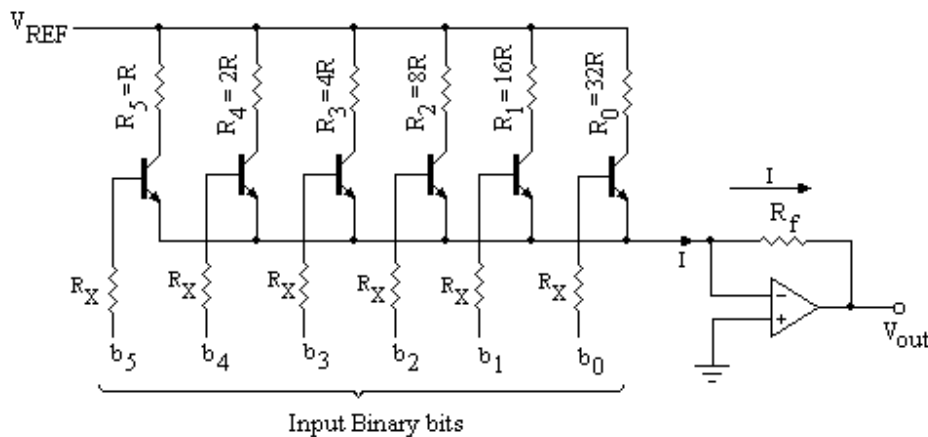 V_REF
R_5 = R
R_4 = 2R
R_3 = 4R
R_2 = 8R
R_1 = 16R
R_0 = 32R
I
R_f
I
R_X R_X R_X R_X R_X R_X
−
+
V_out
b_5 b_4 b_3 b_2 b_1 b_0
Input Binary bits